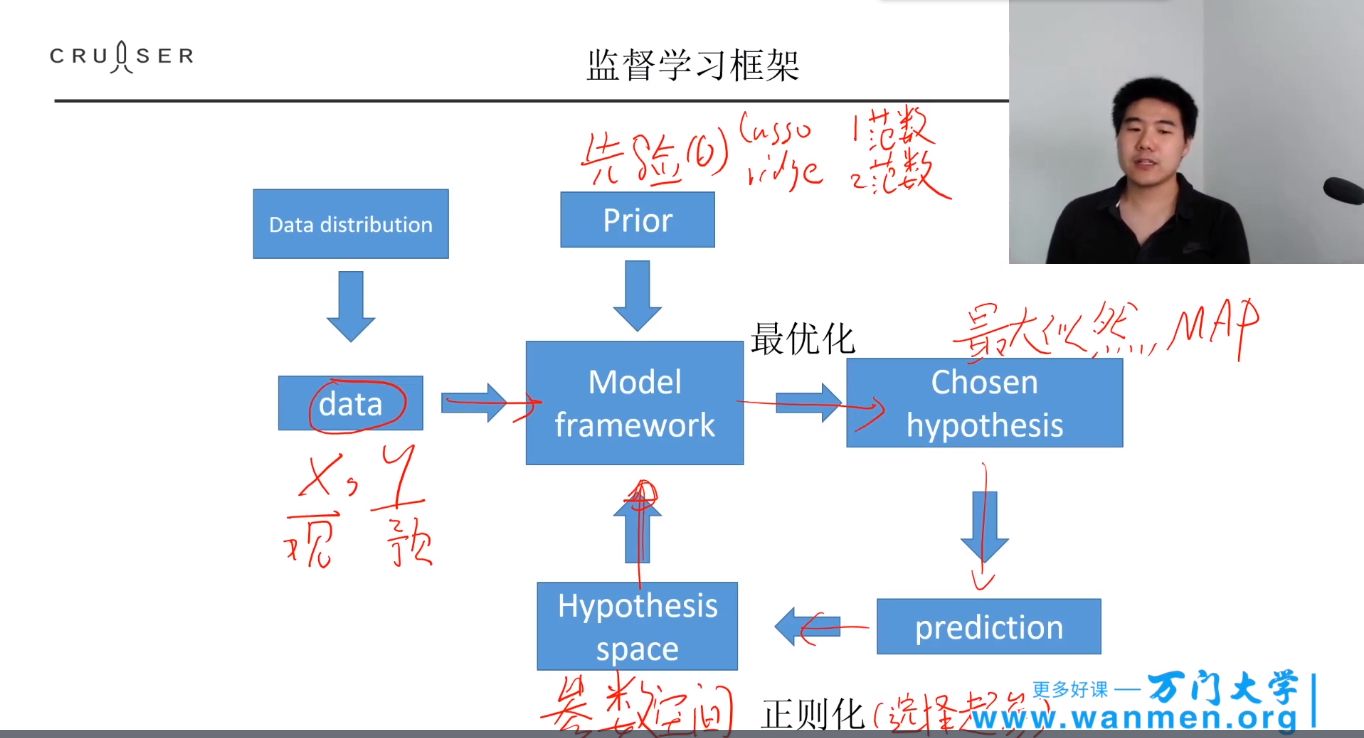 CRUISER
监督学习框架
先验(θ) Lasso 1范数
ridge 2范数
Data distribution
Prior
最优化
最大似然, MAP
data
Model
framework
Chosen
hypothesis
X, Y
观 预
Hypothesis
space
prediction
参数空间
正则化(选择超参)
更多好课 — 万门大学
www.wanmen.org